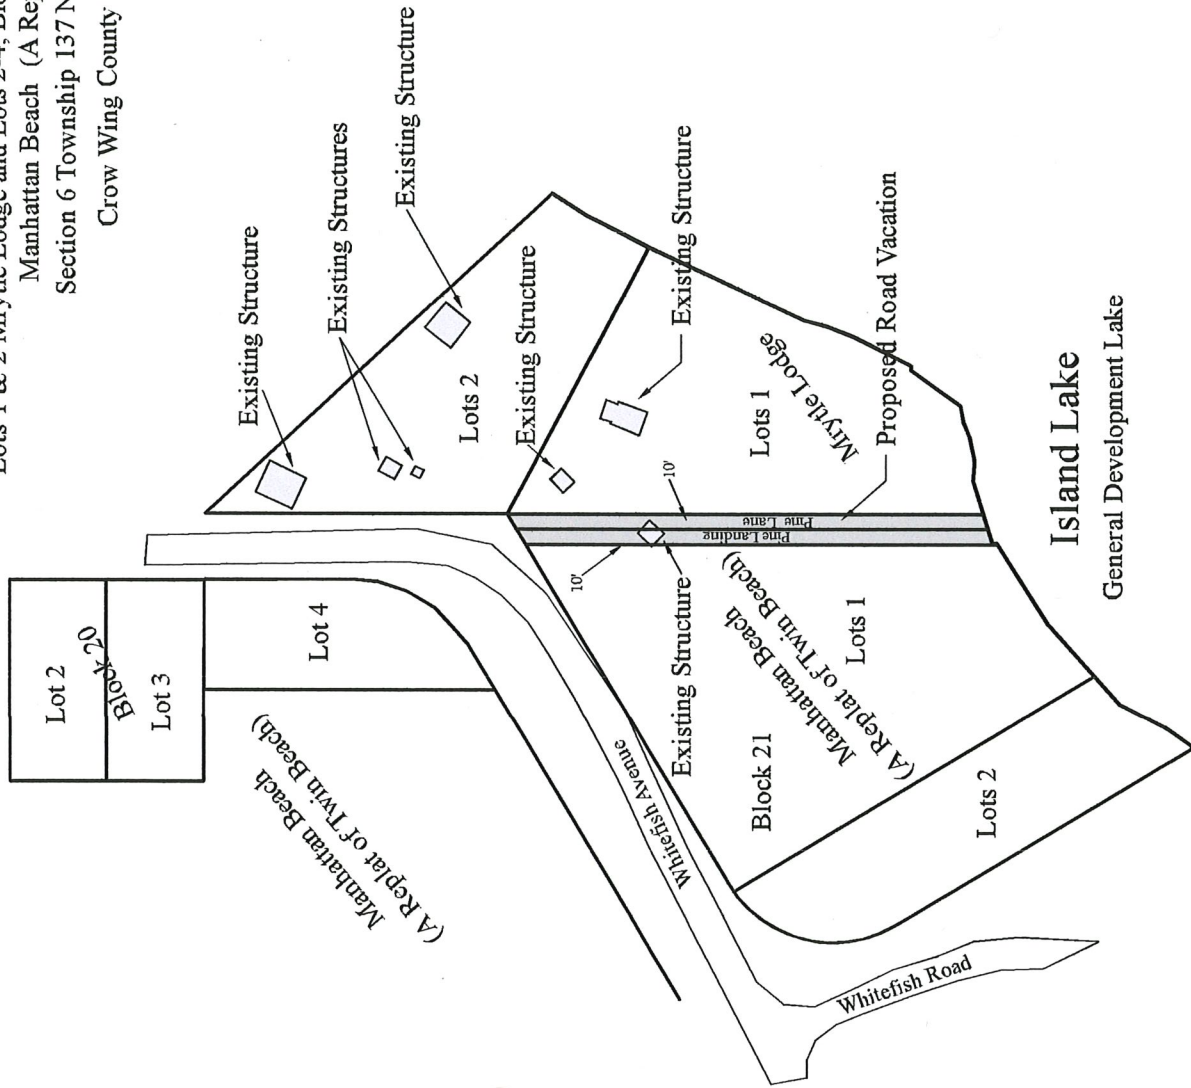 Lots 1 & 2 Mrytle Lodge and Lots 2-4,
Manhattan Beach (A
Section 6 Township 137
Crow Wing County
Existing Structure
Existing Structures
Existing Structure
Lots 2
Existing Structure
Existing Structure
Lots 1
Mrytle Lodge
Proposed Road Vacation
10'
Pine Lane
Pine Landing
10'
Existing Structure
Lot 2
Block 20
Lot 3
Lot 4
Manhattan Beach
(A Replat of Twin Beach)
Whitefish Avenue
Block 21
Manhattan Beach
(A Replat of Twin Beach)
Lots 1
Lots 2
Whitefish Road
Island Lake
General Development Lake